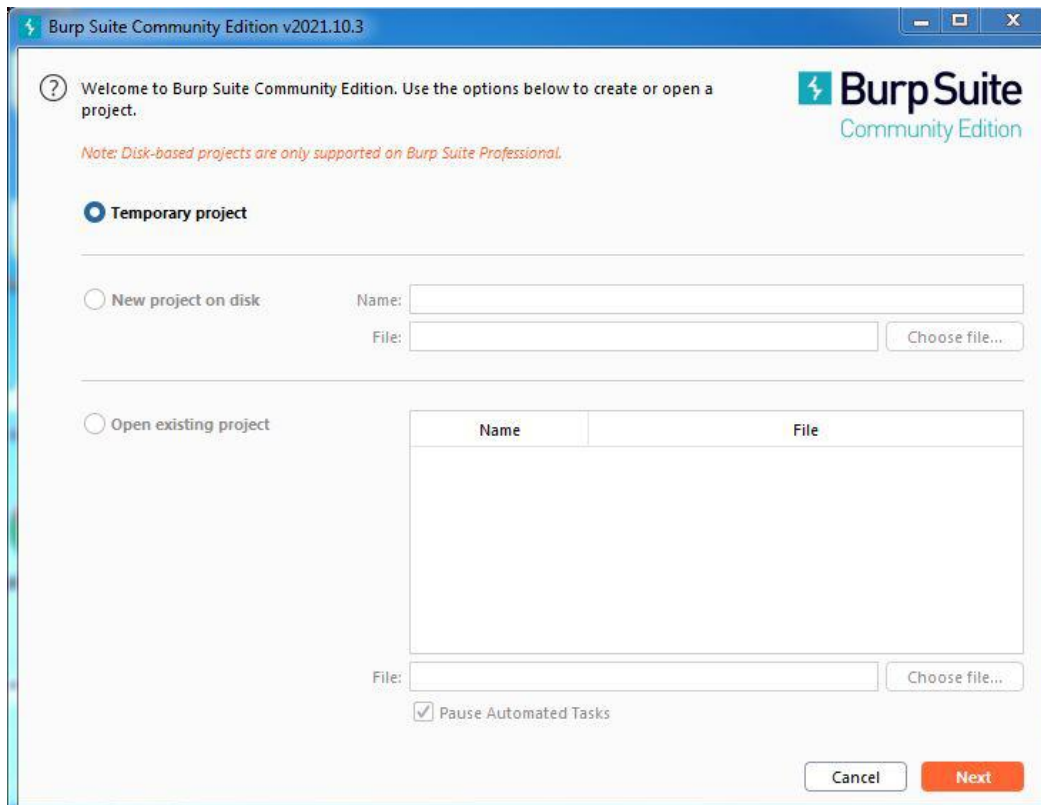 Burp Suite Community Edition v2021.10.3
Welcome to Burp Suite Community Edition. Use the options below to create or open a
project.
Burp Suite
Community Edition
Note: Disk-based projects are only supported on Burp Suite Professional.
Temporary project
New project on disk Name:
File: Choose file...
Open existing project Name File
File: Choose file...
Pause Automated Tasks
Cancel Next